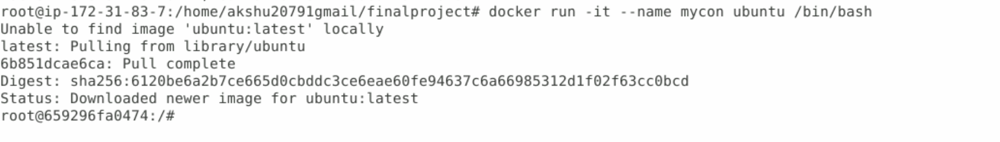 root@ip-172-31-83-7:/home/akshu20791gmail/finalproject# docker run -it --name mycon ubuntu /bin/bash
Unable to find image 'ubuntu:latest' locally
latest: Pulling from library/ubuntu
6b851dcae6ca: Pull complete
Digest: sha256:6120be6a2b7ce665d0cbddc3ce6eae60fe94637c6a66985312d1f02f63cc0bcd
Status: Downloaded newer image for ubuntu:latest
root@659296fa0474:/#